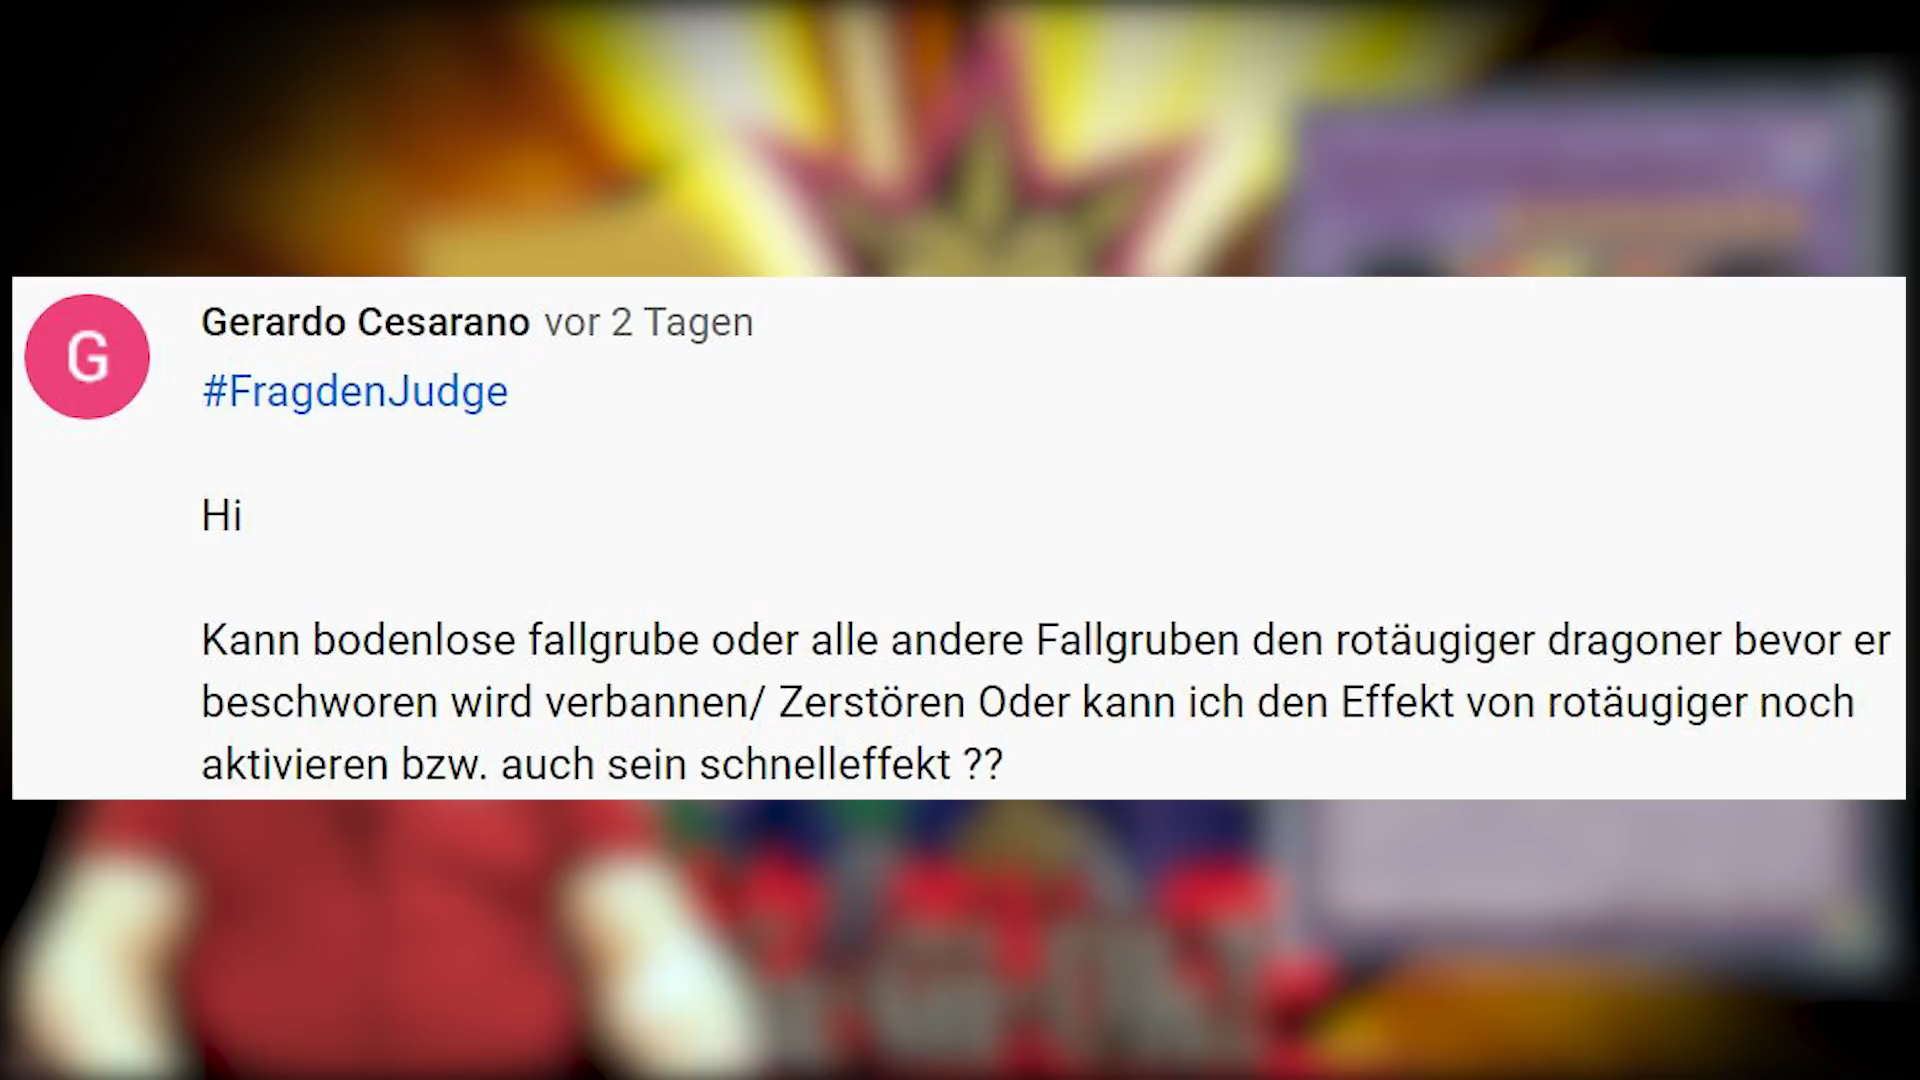 G
Gerardo Cesarano vor 2 Tagen
#FragdenJudge
Hi
Kann bodenlose fallgrube oder alle andere Fallgruben den rotäugiger dragoner bevor er
beschworen wird verbannen/ Zerstören Oder kann ich den Effekt von rotäugiger noch
aktivieren bzw. auch sein schnelleffekt ??